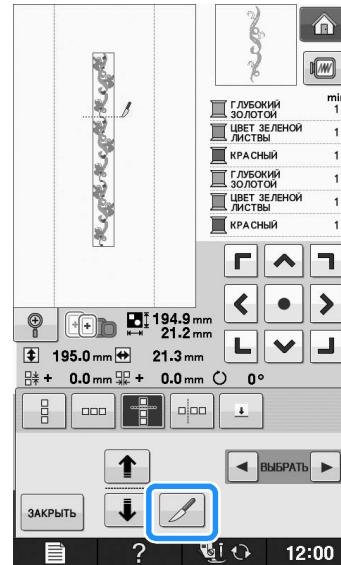 min
ГЛУБОКИЙ
ЗОЛОТОЙ
1
ЦВЕТ ЗЕЛЕНОЙ
ЛИСТВЫ
1
КРАСНЫЙ 1
ГЛУБОКИЙ
ЗОЛОТОЙ
1
ЦВЕТ ЗЕЛЕНОЙ
ЛИСТВЫ
1
КРАСНЫЙ 1
194.9 mm
21.2 mm
195.0 mm 21.3 mm
+ 0.0 mm + 0.0 mm 0°
ВЫБРАТЬ
ЗАКРЫТЬ
? 12:00